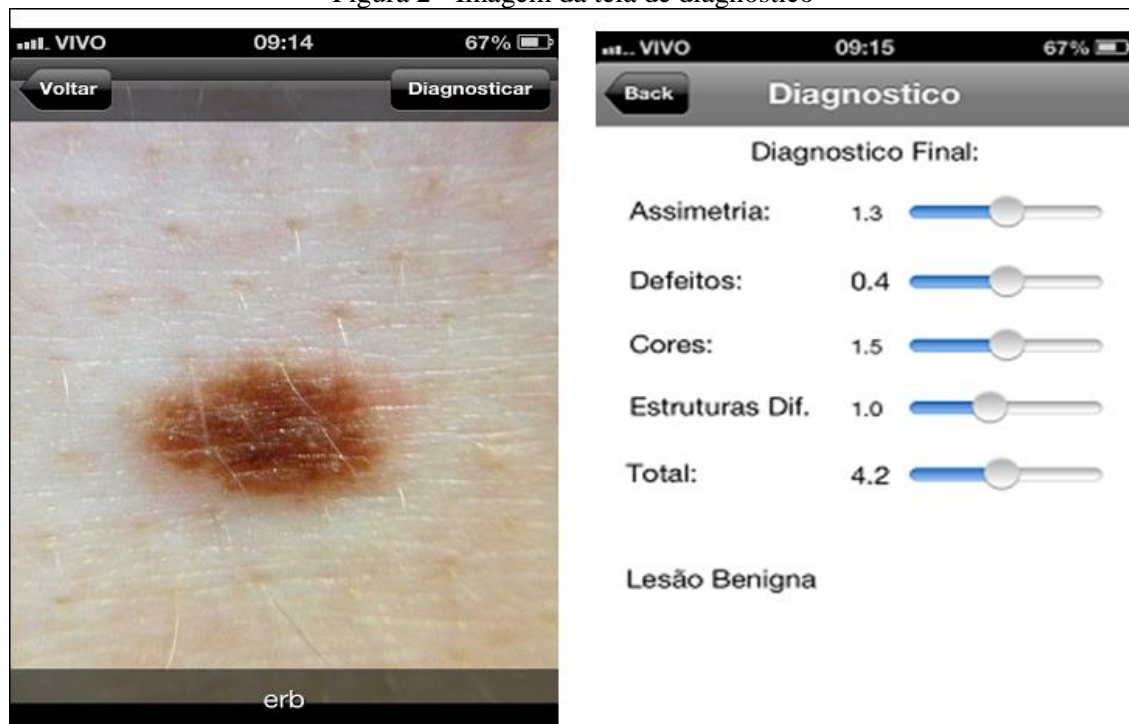 Figura 2 - Imagem da tela de diagnóstico
VIVO 09:14 67%
Voltar Diagnosticar
erb
VIVO 09:15 67%
Back Diagnostico
Diagnostico Final:
Assimetria: 1.3
Defeitos: 0.4
Cores: 1.5
Estruturas Dif. 1.0
Total: 4.2
Lesão Benigna